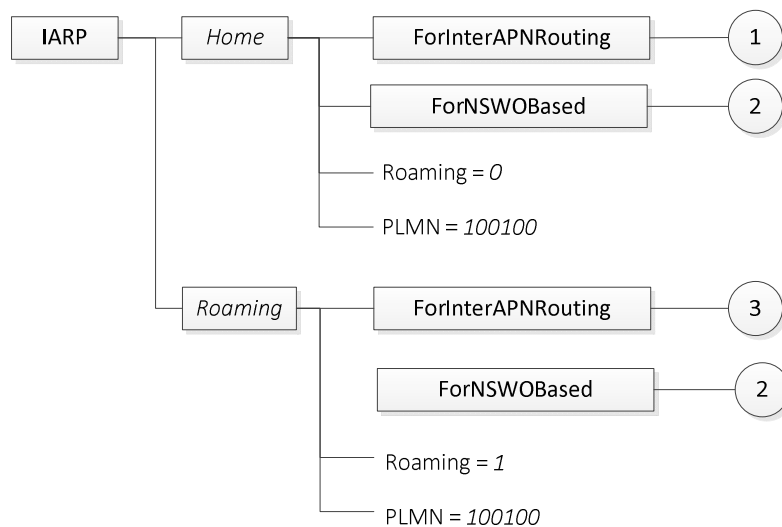 IARP Home ForInterAPNRouting 1
ForNSWOBased 2
Roaming = 0
PLMN = 100100
Roaming ForInterAPNRouting 3
ForNSWOBased 2
Roaming = 1
PLMN = 100100